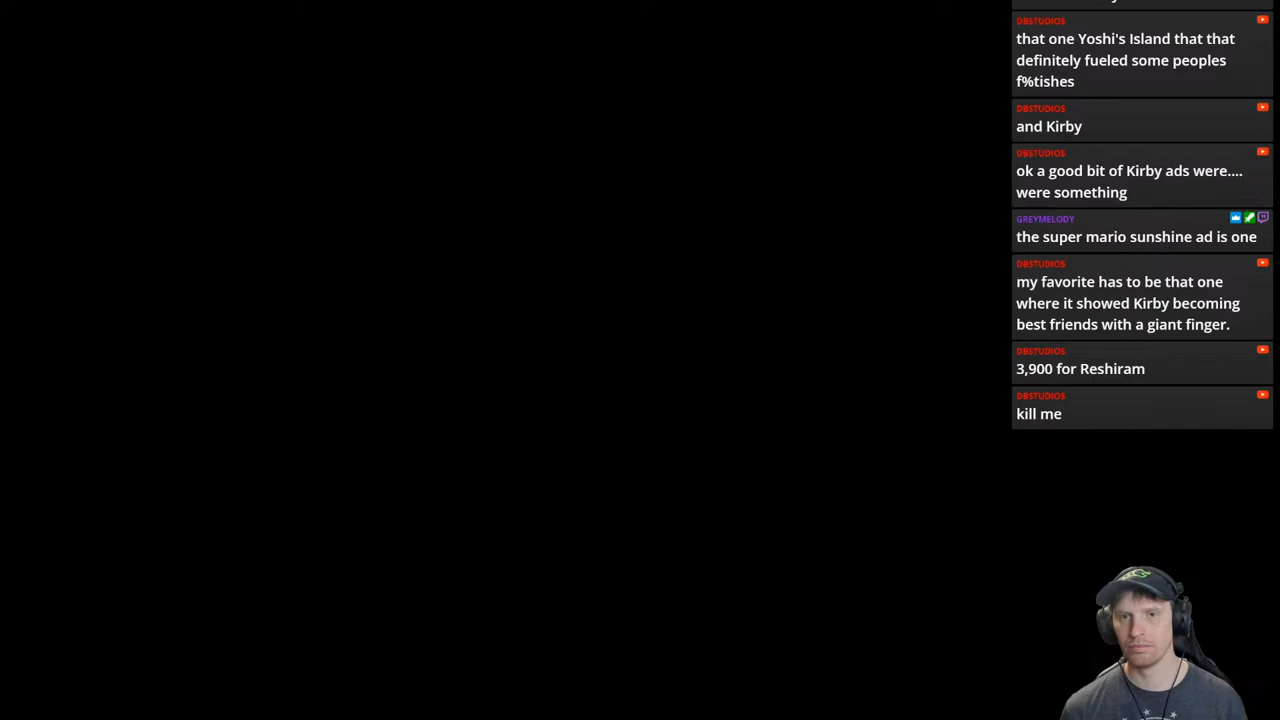 DBSTUDIOS
that one Yoshi's Island that that
definitely fueled some peoples
f%tishes
DBSTUDIOS
and Kirby
DBSTUDIOS
ok a good bit of Kirby ads were....
were something
GREYMELODY
the super mario sunshine ad is one
DBSTUDIOS
my favorite has to be that one
where it showed Kirby becoming
best friends with a giant finger.
DBSTUDIOS
3,900 for Reshiram
DBSTUDIOS
kill me